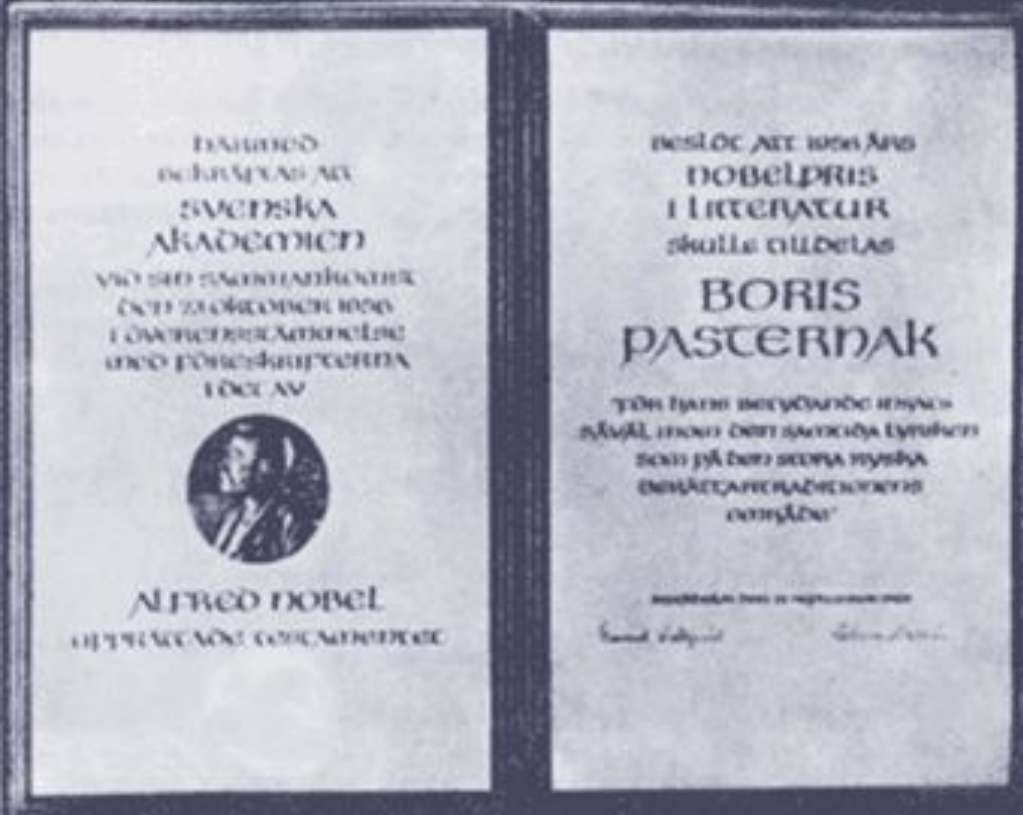 HÄRMED
BEKRÄFTAS ATT
SVENSKA
AKADEMIEN
VID SIN SAMMANKOMST
DEN 23 OKTOBER 1958
I ÖVERENSSTÄMMELSE
MED FÖRESKRIFTERNA
I DET AV
ALFRED NOBEL
UPPRÄTTADE TESTAMENTET
BESLÖT ATT 1958 ÅRS
NOBELPRIS
I LITTERATUR
SKULLE TILLDELAS
BORIS
PASTERNAK
"FÖR HANS BETYDANDE INSATS
SÅVÄL INOM DEN SAMTIDA LYRIKEN
SOM PÅ DEN STORA RYSKA
BERÄTTARTRADITIONENS
OMRÅDE"